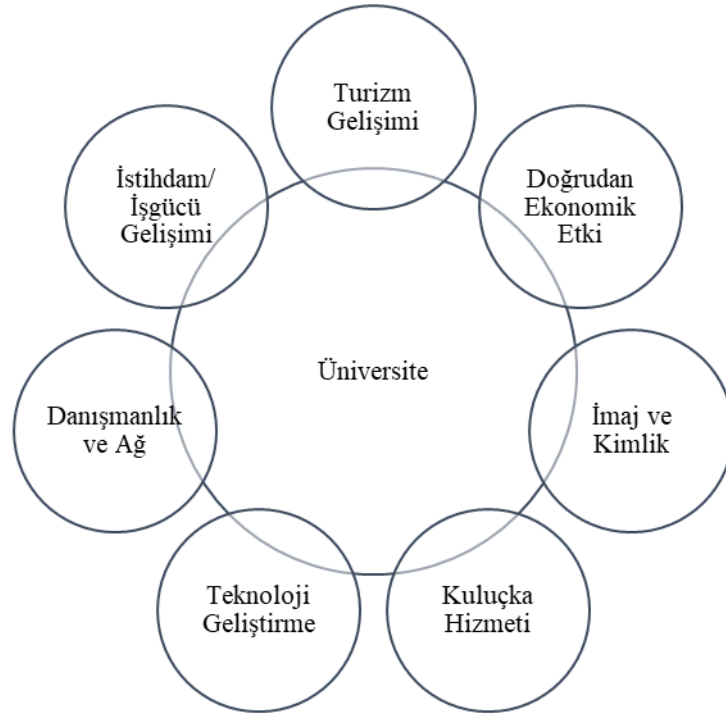 Turizm
Gelişimi
İstihdam/
İşgücü
Gelişimi
Doğrudan
Ekonomik
Etki
Üniversite
Danışmanlık
ve Ağ
İmaj ve
Kimlik
Teknoloji
Geliştirme
Kuluçka
Hizmeti